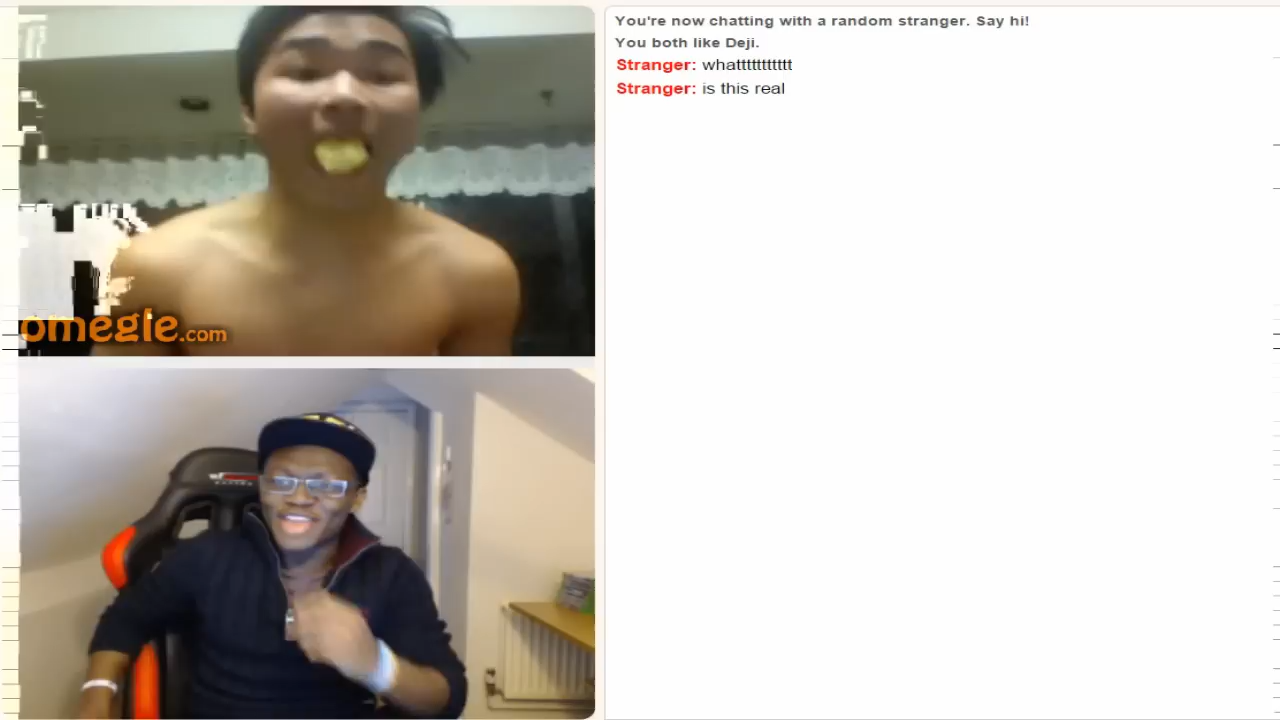 You're now chatting with a random stranger. Say hi!
You both like Deji.
Stranger: whatttttttttttt
Stranger: is this real
omegle.com